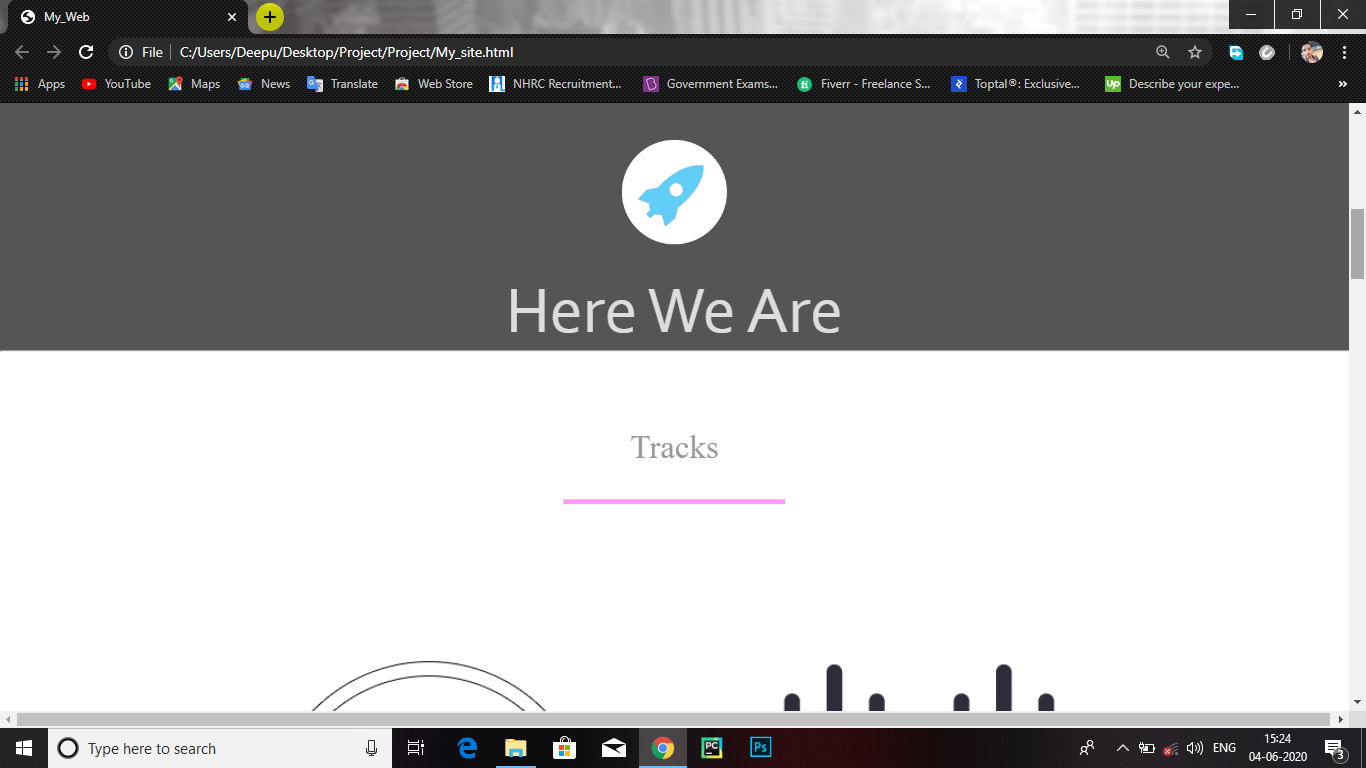 My_Web
File
C:/Users/Deepu/Desktop/Project/Project/My_site.html
Apps
YouTube
Maps
News
Translate
Web Store
NHRC Recruitment...
Government Exams...
fi
Fiverr - Freelance S...
Toptal®: Exclusive...
Up
Describe your expe...
»
Here We Are
Tracks
Type here to search
PC
Ps
ENG
15:24
04-06-2020
3